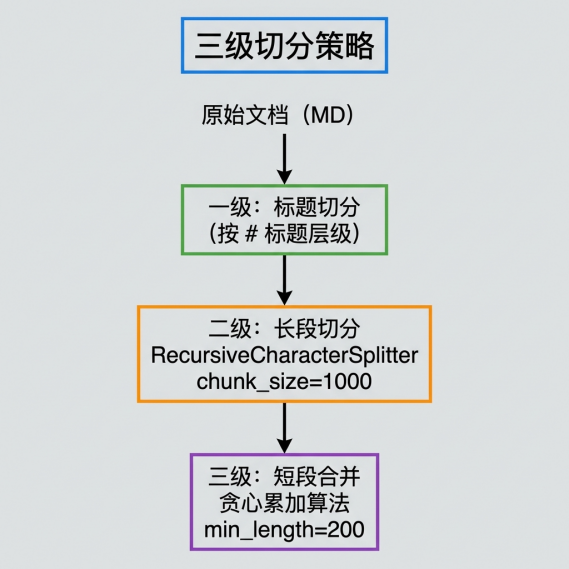 三级切分策略
原始文档（MD）
一级：标题切分
（按 # 标题层级）
二级：长段切分
RecursiveCharacterSplitter
chunk_size=1000
三级：短段合并
贪心累加算法
min_length=200